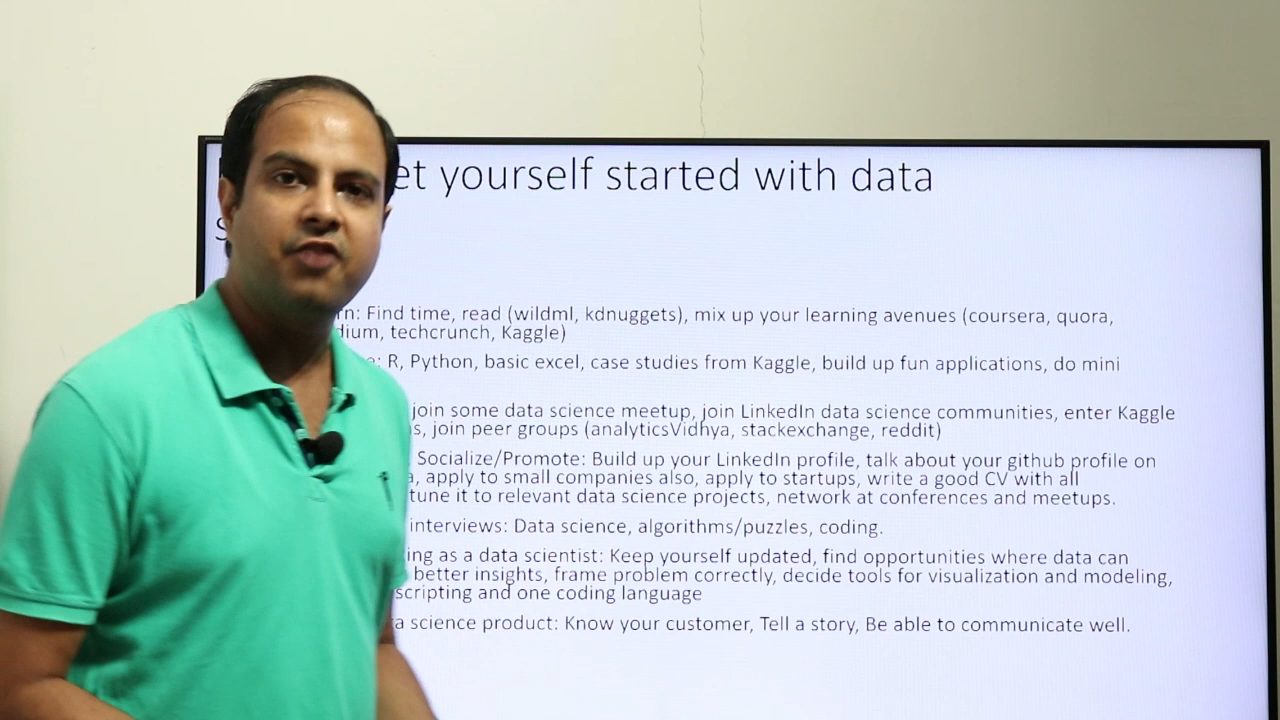 et yourself started with data
rn: Find time, read (wildml, kdnuggets), mix up your learning avenues (coursera, quora,
dium, techcrunch, Kaggle)
e: R, Python, basic excel, case studies from Kaggle, build up fun applications, do mini
join some data science meetup, join LinkedIn data science communities, enter Kaggle
s, join peer groups (analyticsVidhya, stackexchange, reddit)
Socialize/Promote: Build up your LinkedIn profile, talk about your github profile on
a, apply to small companies also, apply to startups, write a good CV with all
tune it to relevant data science projects, network at conferences and meetups.
interviews: Data science, algorithms/puzzles, coding.
ing as a data scientist: Keep yourself updated, find opportunities where data can
better insights, frame problem correctly, decide tools for visualization and modeling,
scripting and one coding language
a science product: Know your customer, Tell a story, Be able to communicate well.